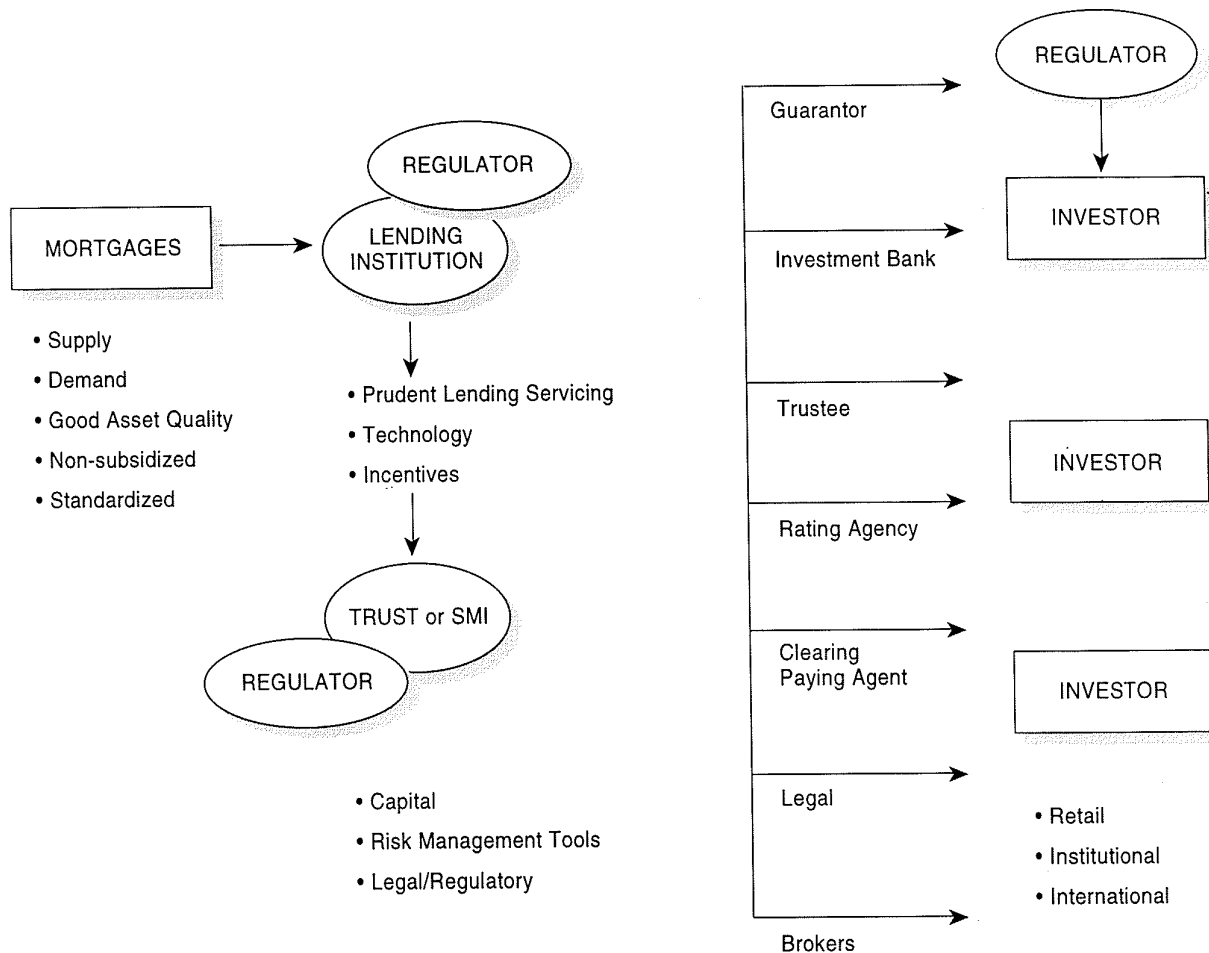 REGULATOR
LENDING
INSTITUTION
MORTGAGES
• Supply
• Demand
• Good Asset Quality
• Non-subsidized
• Standardized
• Prudent Lending Servicing
• Technology
• Incentives
TRUST or SMI
REGULATOR
• Capital
• Risk Management Tools
• Legal/Regulatory
Guarantor
Investment Bank
Trustee
Rating Agency
Clearing
Paying Agent
Legal
Brokers
REGULATOR
INVESTOR
INVESTOR
INVESTOR
• Retail
• Institutional
• International